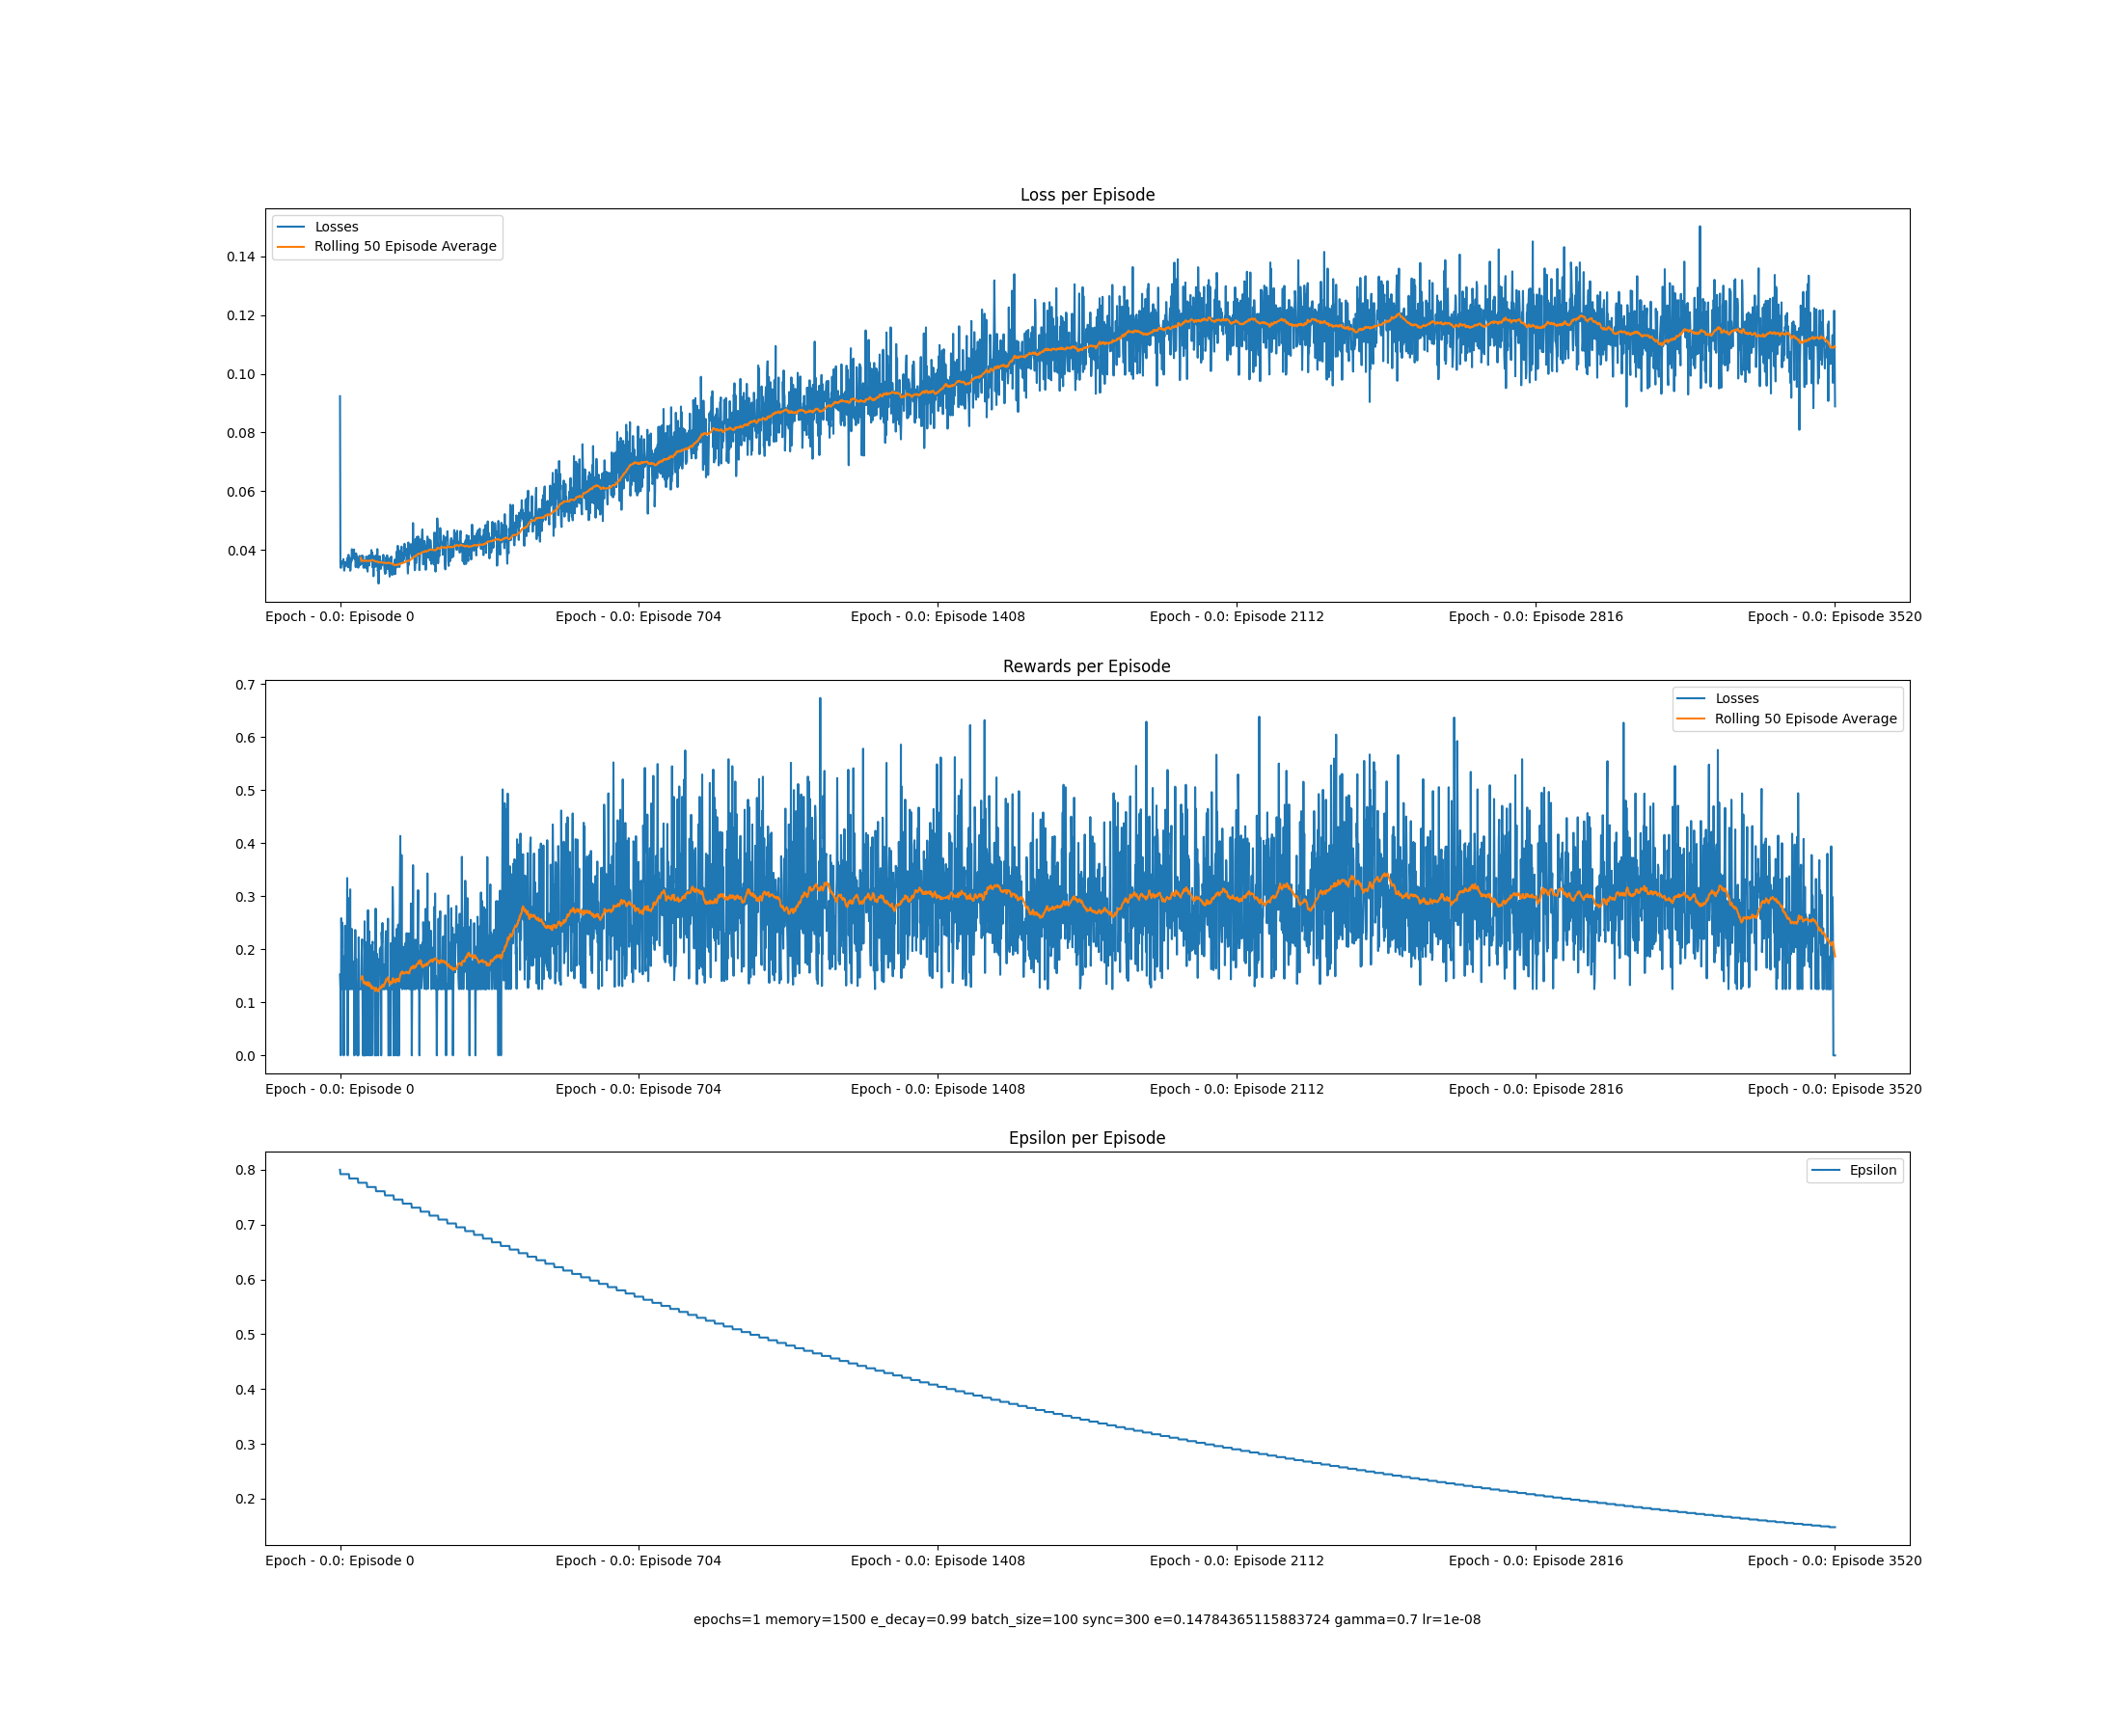 Loss per Episode
Losses
Rolling 50 Episode Average
0.14
0.12
0.10
0.08
0.06
0.04
Epoch - 0.0: Episode 0 Epoch - 0.0: Episode 704 Epoch - 0.0: Episode 1408 Epoch - 0.0: Episode 2112 Epoch - 0.0: Episode 2816 Epoch - 0.0: Episode 3520
Rewards per Episode
Losses
Rolling 50 Episode Average
0.7
0.6
0.5
0.4
0.3
0.2
0.1
0.0
Epoch - 0.0: Episode 0 Epoch - 0.0: Episode 704 Epoch - 0.0: Episode 1408 Epoch - 0.0: Episode 2112 Epoch - 0.0: Episode 2816 Epoch - 0.0: Episode 3520
Epsilon per Episode
Epsilon
0.8
0.7
0.6
0.5
0.4
0.3
0.2
Epoch - 0.0: Episode 0 Epoch - 0.0: Episode 704 Epoch - 0.0: Episode 1408 Epoch - 0.0: Episode 2112 Epoch - 0.0: Episode 2816 Epoch - 0.0: Episode 3520
epochs=1 memory=1500 e_decay=0.99 batch_size=100 sync=300 e=0.14784365115883724 gamma=0.7 lr=1e-08